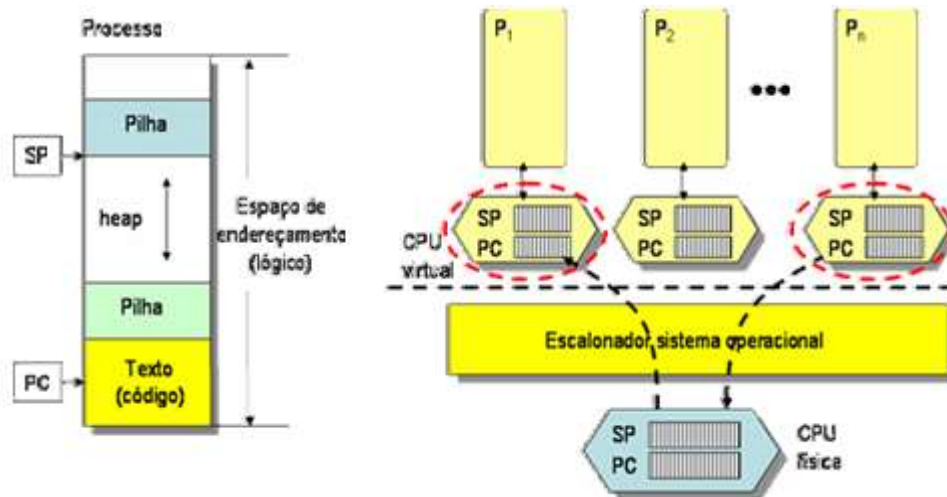 Processo
Pilha
SP
heap
Espaço de
endereçamento
(lógico)
Pilha
PC
Texto
(código)
P1
P2
Pn
SP
PC
SP
PC
SP
PC
CPU
virtual
Escalonador sistema operacional
SP
PC
CPU
física